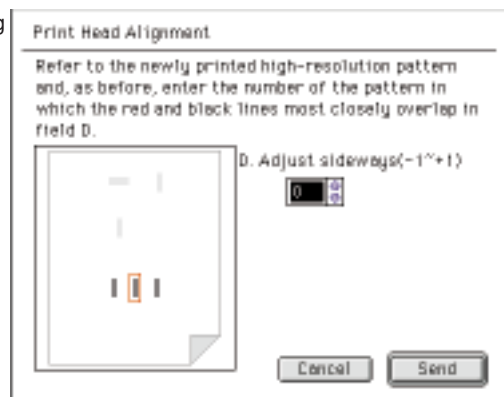 g
Print Head Alignment
Refer to the newly printed high-resolution pattern
and, as before, enter the number of the pattern in
which the red and black lines most closely overlap in
field D.
D. Adjust sideways(-1~+1)
0
Cancel
Send